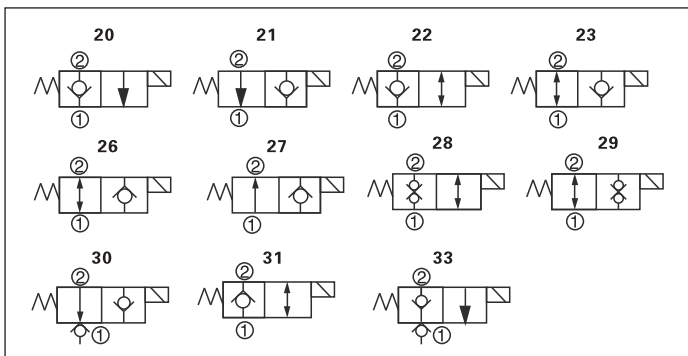 20 21 22 23
② ② ② ②
① ① ① ①
26 27 28 29
② ② ② ②
① ① ① ①
30 31 33
② ② ②
① ① ①